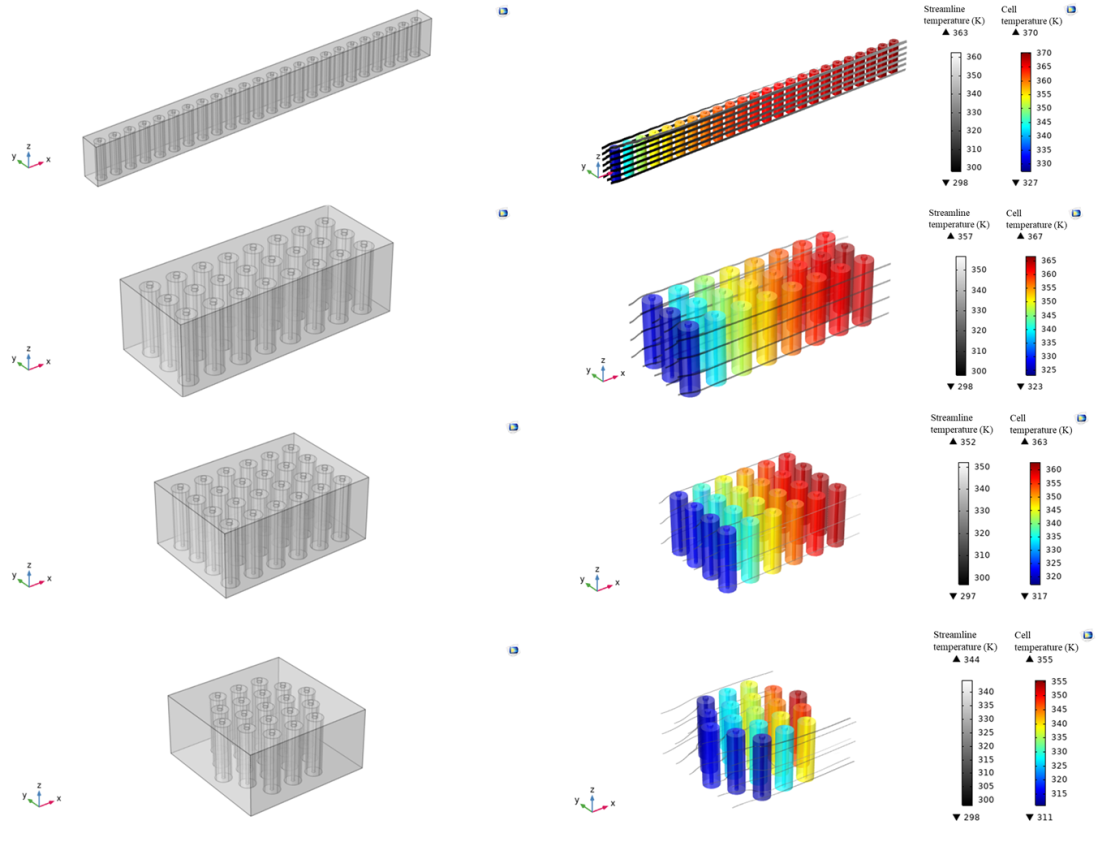 Streamline Cell
temperature (K) temperature (K)
▲ 363 ▲ 370
360 370
350 365
340 360
330 355
320 350
310 345
300 340
335
330
▼ 298 ▼ 327
y z x
y z
Streamline Cell
temperature (K) temperature (K)
▲ 357 ▲ 367
350 365
340 360
330 355
320 350
310 345
300 340
335
330
325
▼ 298 ▼ 323
y z x
y z x
Streamline Cell
temperature (K) temperature (K)
▲ 352 ▲ 363
350 360
340 355
330 350
320 345
310 340
300 335
330
325
320
▼ 297 ▼ 317
y z x
y z x
Streamline Cell
temperature (K) temperature (K)
▲ 344 ▲ 355
340 355
335 350
330 345
325 340
320 335
315 330
310 325
305 320
300 315
▼ 298 ▼ 311
y z x
y z x